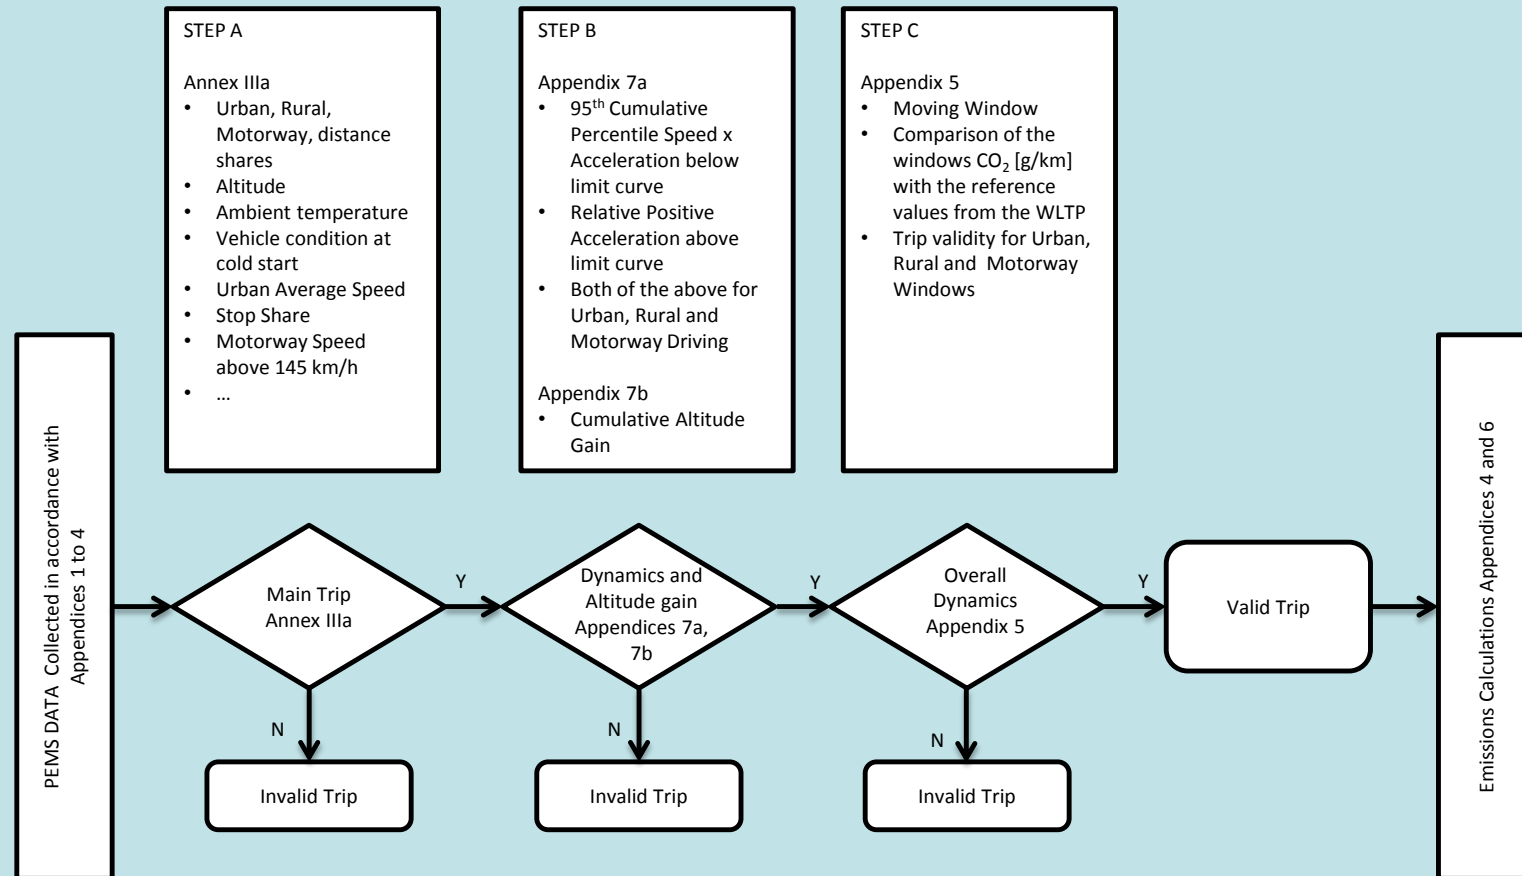 STEP A
Annex IIIa
• Urban, Rural,
Motorway, distance
shares
• Altitude
• Ambient temperature
• Vehicle condition at
cold start
• Urban Average Speed
• Stop Share
• Motorway Speed
above 145 km/h
• ...
STEP B
Appendix 7a
• 95th Cumulative
Percentile Speed x
Acceleration below
limit curve
• Relative Positive
Acceleration above
limit curve
• Both of the above for
Urban, Rural and
Motorway Driving
Appendix 7b
• Cumulative Altitude
Gain
STEP C
Appendix 5
• Moving Window
• Comparison of the
windows CO2 [g/km]
with the reference
values from the WLTP
• Trip validity for Urban,
Rural and Motorway
Windows
PEMS DATA Collected in accordance with
Appendices 1 to 4
Main Trip
Annex IIIa
Y
N
Invalid Trip
Dynamics and
Altitude gain
Appendices 7a,
7b
Y
N
Invalid Trip
Overall
Dynamics
Appendix 5
Y
N
Invalid Trip
Valid Trip
Emissions Calculations Appendices 4 and 6